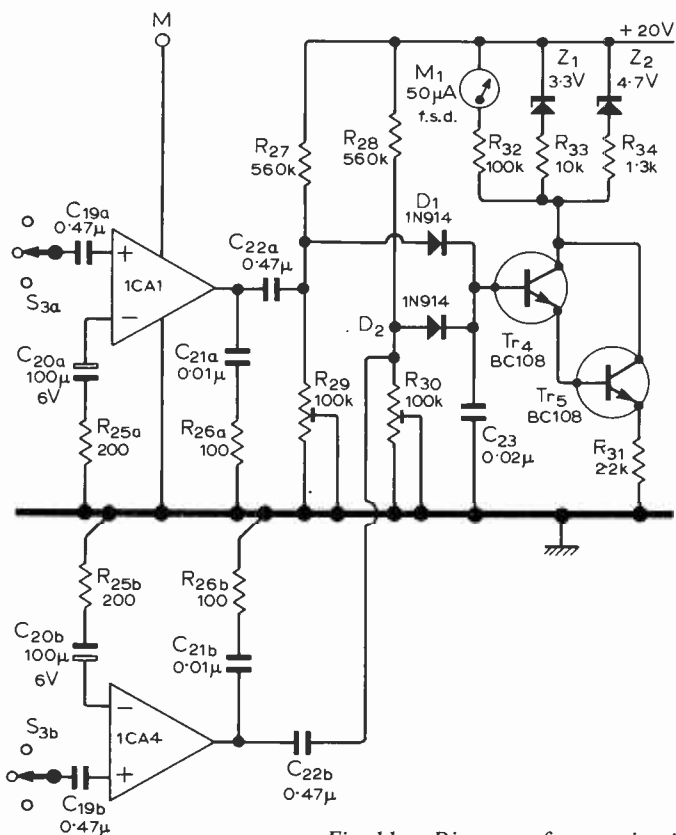 M
+20V
M1
50μA
f.s.d.
Z1
3·3V
Z2
4·7V
R27
560k
R28
560k
R32
100k
R33
10k
R34
1·3k
C19a
0·47μ
S3a
+
1CA1
−
C22a
0·47μ
D1
1N914
1N914
D2
Tr4
BC108
Tr5
BC108
C20a
100μ
6V
C21a
0·01μ
R29
100k
R30
100k
C23
0·02μ
R31
2·2k
R25a
200
R26a
100
R25b
200
R26b
100
C20b
100μ
6V
C21b
0·01μ
S3b
−
1CA4
+
C22b
0·47μ
C19b
0·47μ